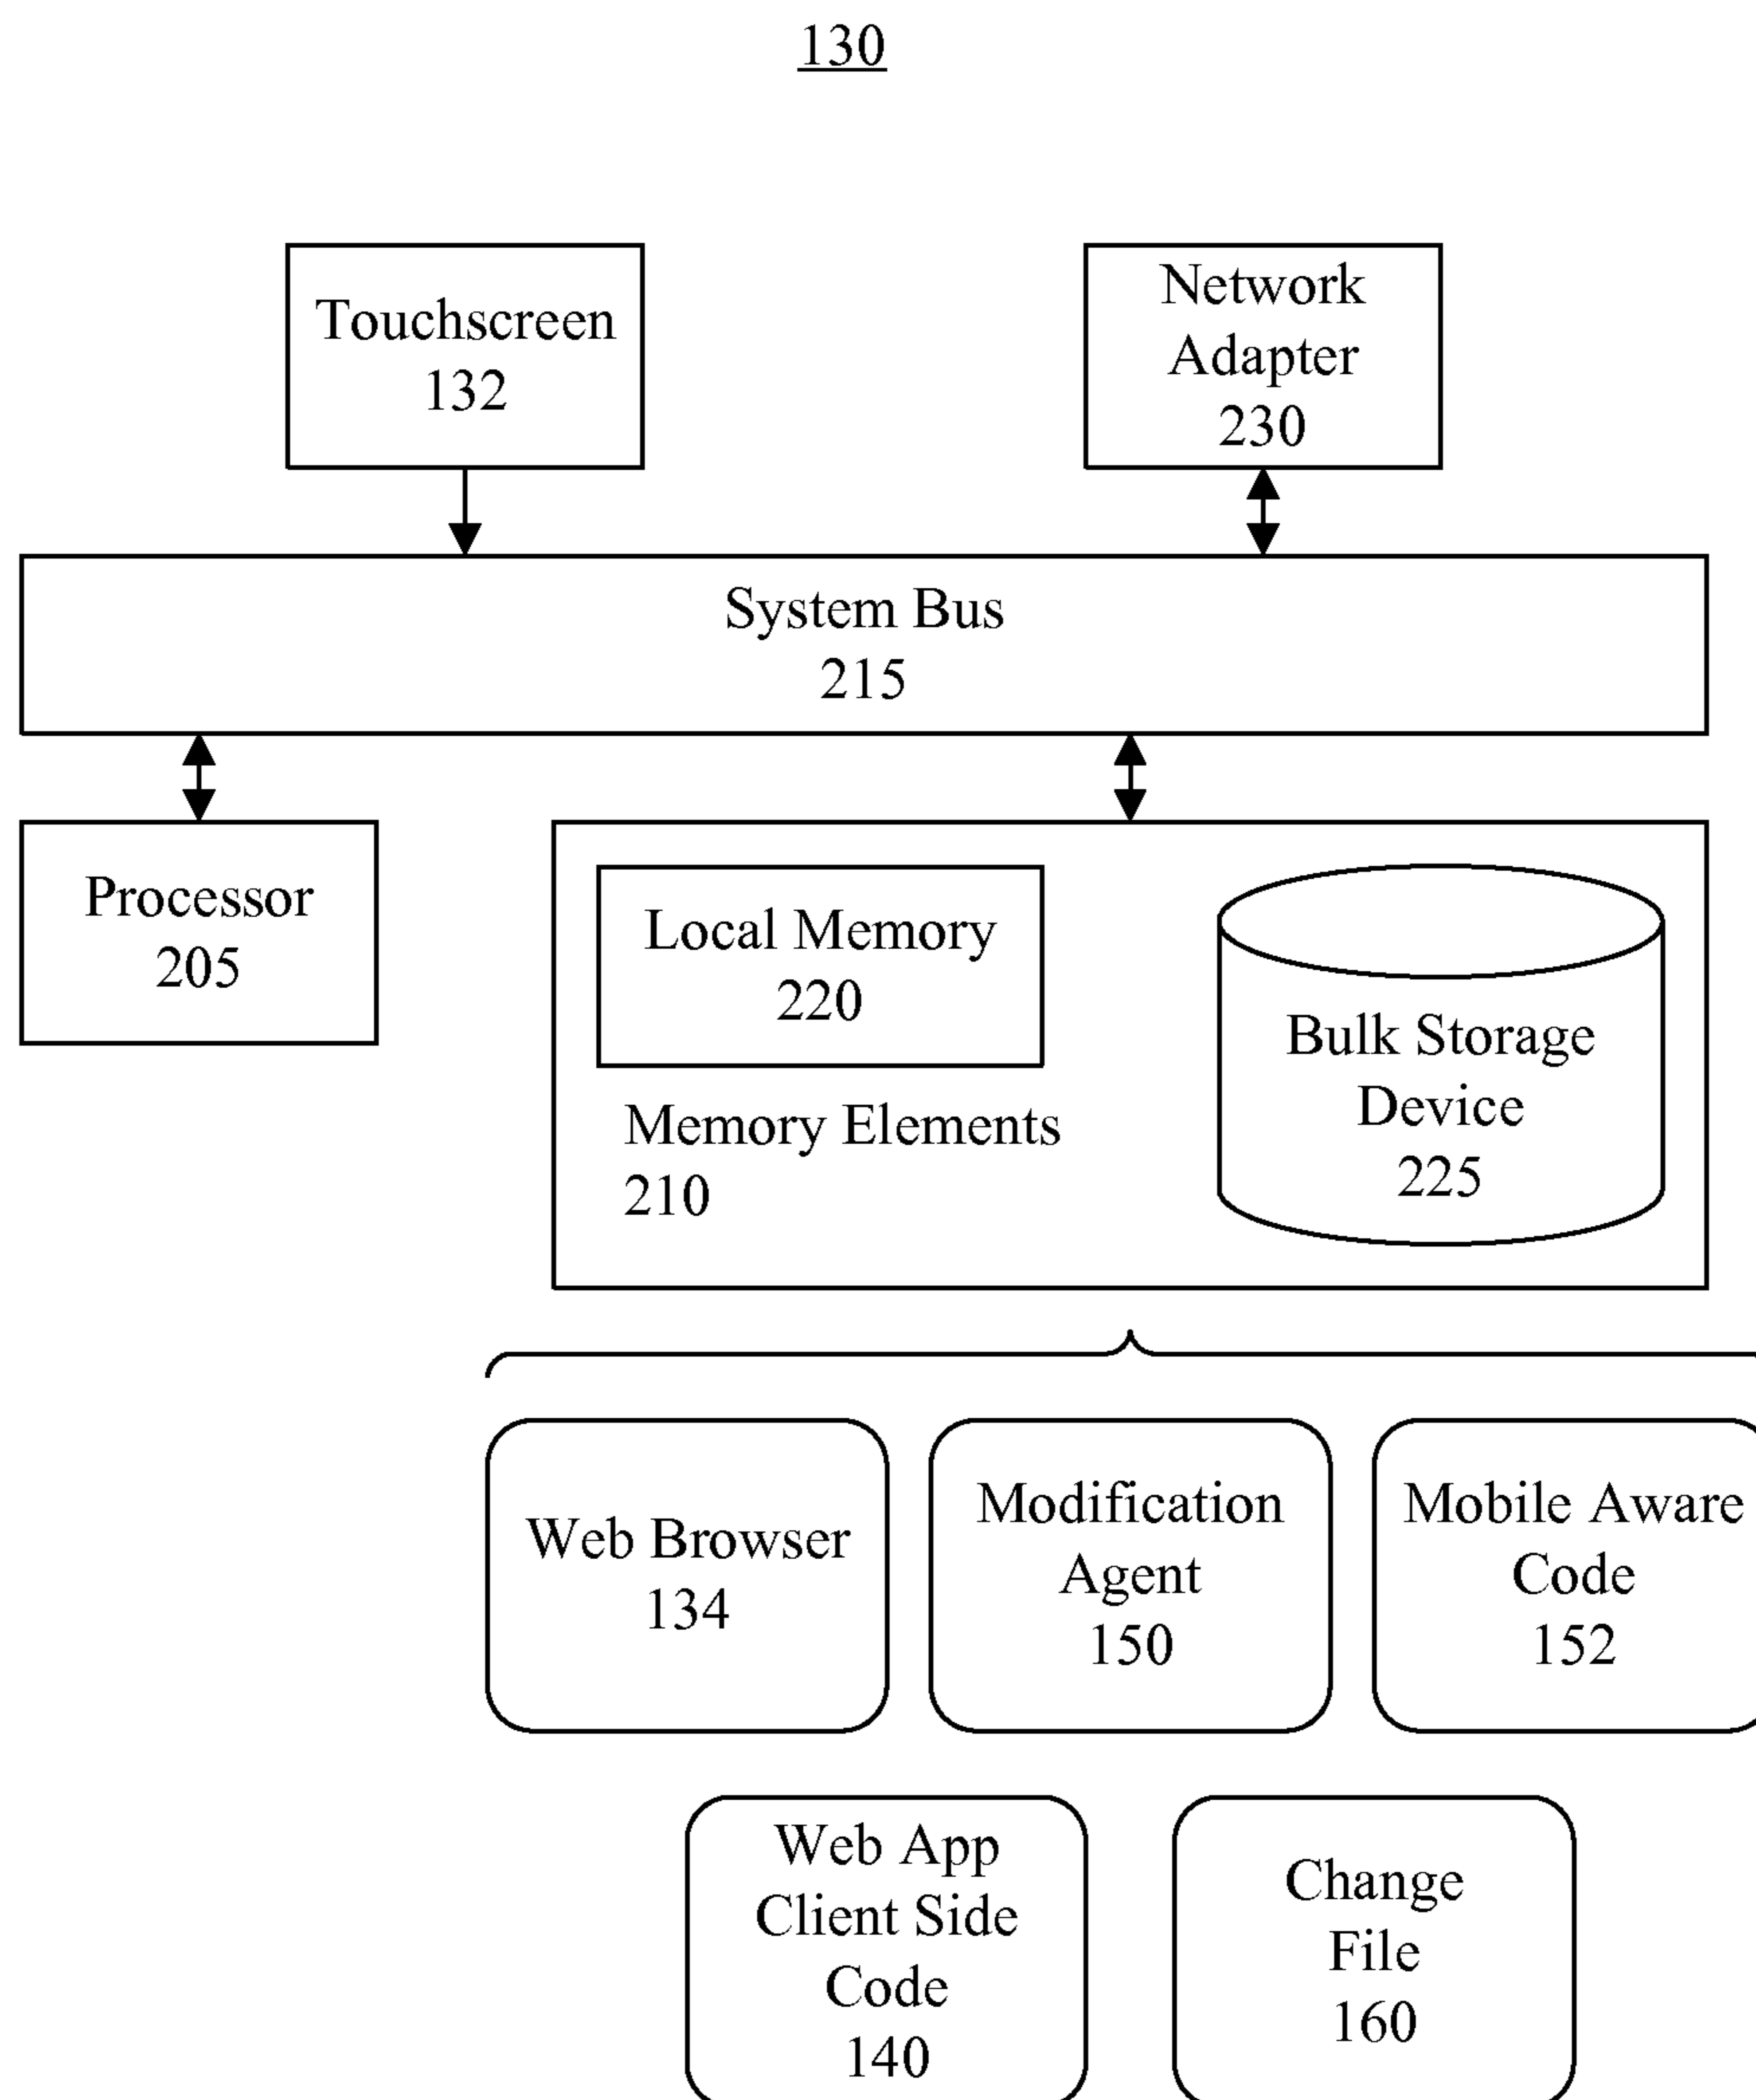 130
Touchscreen
132
Network
Adapter
230
System Bus
215
Processor
205
Local Memory
220
Memory Elements
210
Bulk Storage
Device
225
Web Browser
134
Modification
Agent
150
Mobile Aware
Code
152
Web App
Client Side
Code
140
Change
File
160